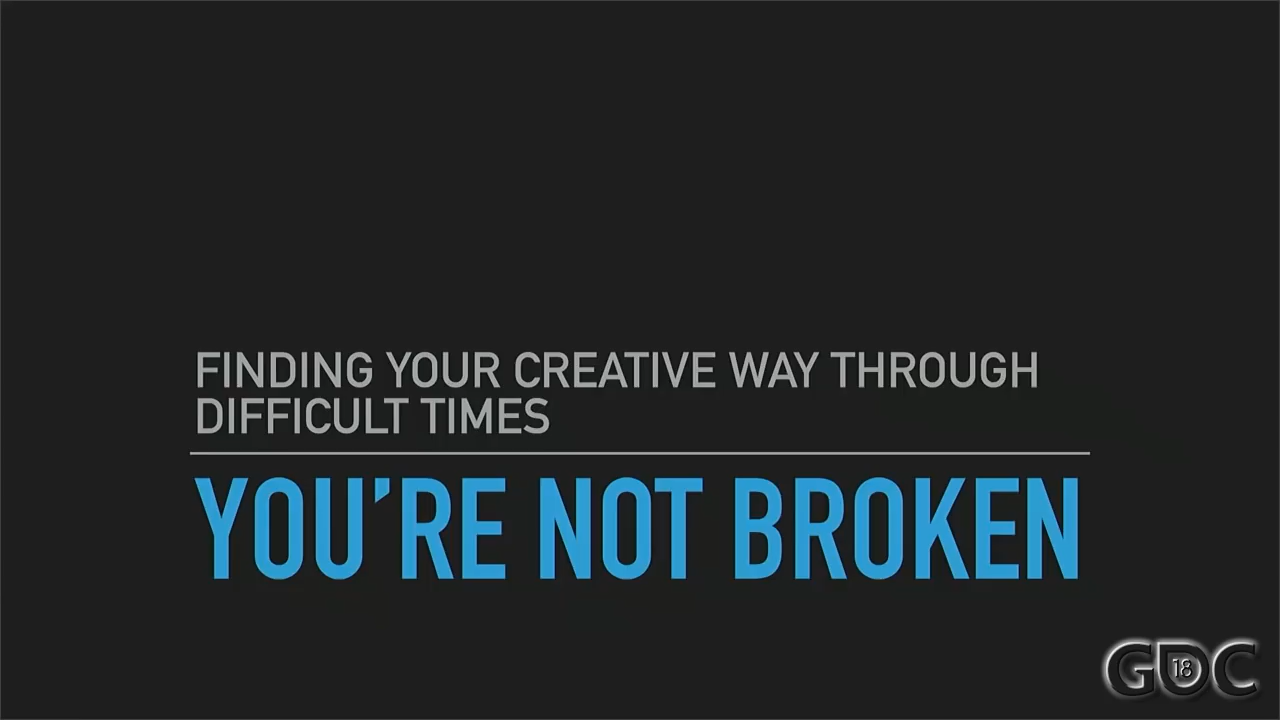 FINDING YOUR CREATIVE WAY THROUGH
DIFFICULT TIMES
YOU'RE NOT BROKEN
GDC
18